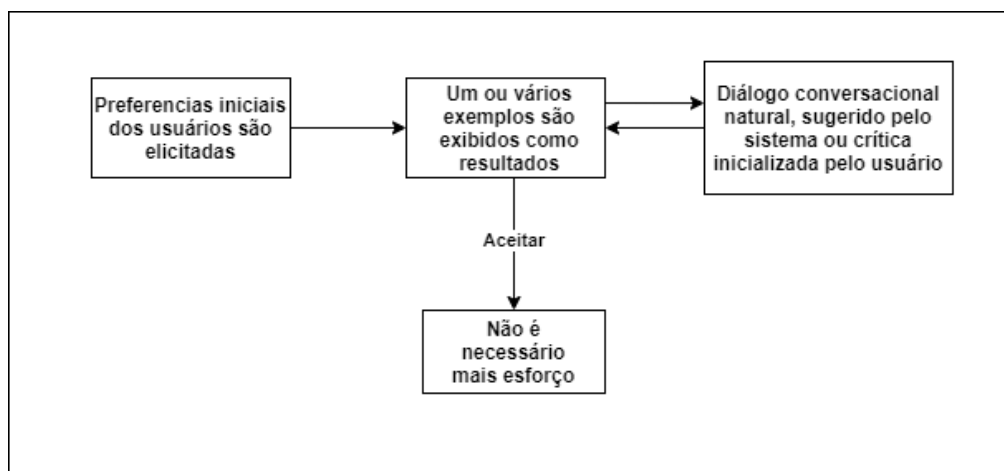 Preferencias iniciais
dos usuários são
elicitadas
Um ou vários
exemplos são
exibidos como
resultados
Diálogo conversacional
natural, sugerido pelo
sistema ou crítica
inicializada pelo usuário
Aceitar
Não é
necessário
mais esforço